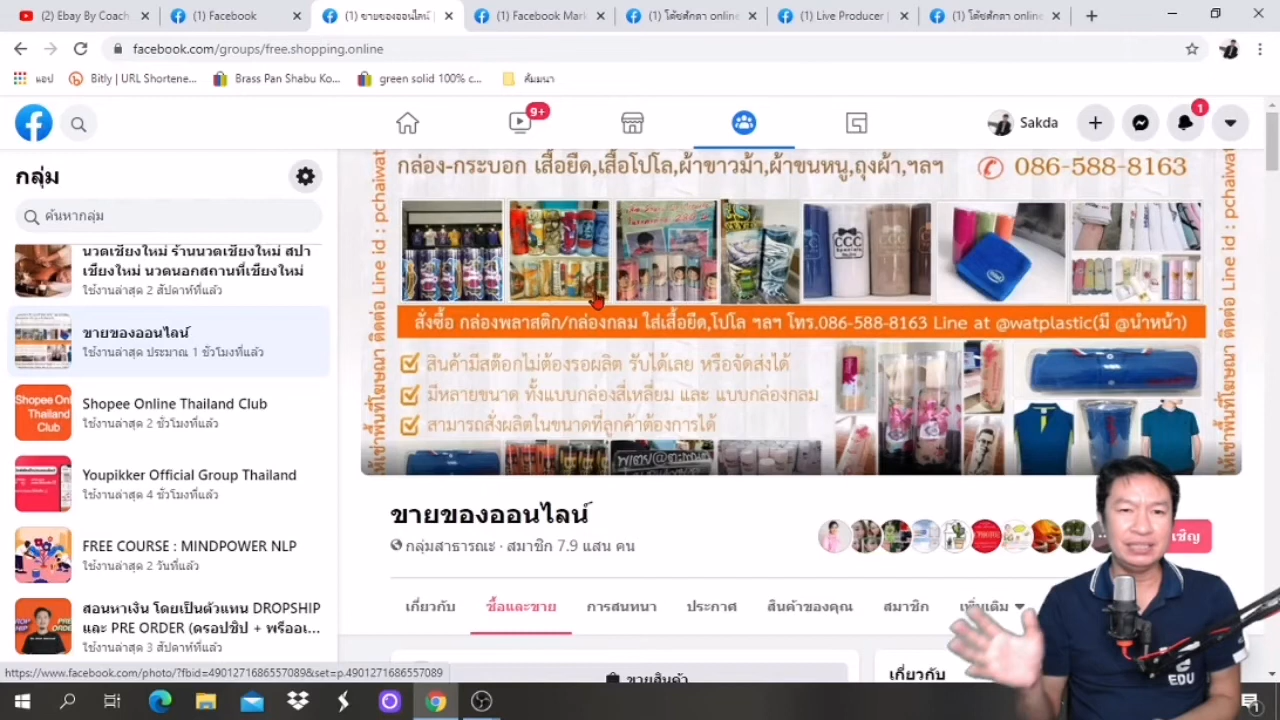 (2) Ebay By Coach
(1) Facebook
(1) ขายของออนไลน์
(1) Facebook Mark
(1) โค้ชศักดา online
(1) Live Producer
(1) โค้ชศักดา online
facebook.com/groups/free.shopping.online
แอป
Bitly | URL Shortene...
Brass Pan Shabu Ko...
green solid 100% c...
สัมมนา
9+
Sakda
1
กลุ่ม
ค้นหากลุ่ม
นวดเชียงใหม่ ร้านนวดเชียงใหม่ สปา
เชียงใหม่ นวดนอกสถานที่เชียงใหม่
ใช้งานล่าสุด 2 สัปดาห์ที่แล้ว
ขายของออนไลน์
ใช้งานล่าสุด ประมาณ 1 ชั่วโมงที่แล้ว
Shopee Onl
Thailand
Club
Shopee Online Thailand Club
ใช้งานล่าสุด 2 ชั่วโมงที่แล้ว
Youpikker Official Group Thailand
ใช้งานล่าสุด 4 ชั่วโมงที่แล้ว
FREE COURSE : MINDPOWER NLP
ใช้งานล่าสุด 2 วันที่แล้ว
สอนหาเงิน โดยเป็นตัวแทน DROPSHIP
และ PRE ORDER (ดรอปชิป + พรีออเ...
ใช้งานล่าสุด 3 สัปดาห์ที่แล้ว
กล่อง-กระบอก เสื้อยืด,เสื้อโปโล,ผ้าขาวม้า,ผ้าขนหนู,ถุงผ้า,ฯลฯ
086-588-8163
ให้เช่าพื้นที่โฆษณา ติดต่อ Line id : pchaiwat
CCC
CCC
intel
สั่งซื้อ กล่องพลาสติก/กล่องกลม ใส่เสื้อยืด,โปโล ฯลฯ โทร.086-588-8163 Line at @watplastic(มี @นำหน้า)
สินค้ามีสต๊อกไม่ต้องรอผลิต รับได้เลย หรือจัดส่งได้
มีหลายขนาด ทั้งแบบกล่องสี่เหลี่ยม และ แบบกล่องกลม
สามารถสั่งผลิตในขนาดที่ลูกค้าต้องการได้
ขายของออนไลน์
กลุ่มสาธารณะ · สมาชิก 7.9 แสน คน
เชิญ
เกี่ยวกับ
ซื้อและขาย
การสนทนา
ประกาศ
สินค้าของคุณ
สมาชิก
เพิ่มเติม
ขายสินค้า
เกี่ยวกับ
EDU
https://www.facebook.com/photo/?fbid=4901271686557089&set=p.4901271686557089